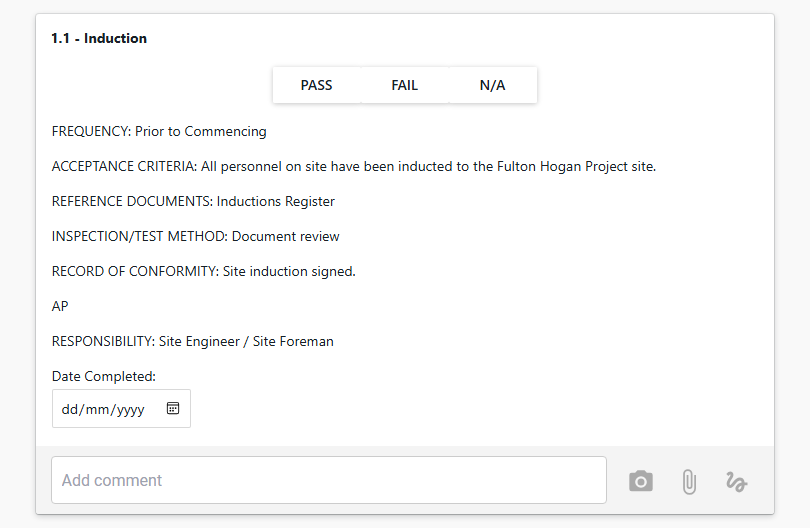 1.1 - Induction
PASS FAIL N/A
FREQUENCY: Prior to Commencing
ACCEPTANCE CRITERIA: All personnel on site have been inducted to the Fulton Hogan Project site.
REFERENCE DOCUMENTS: Inductions Register
INSPECTION/TEST METHOD: Document review
RECORD OF CONFORMITY: Site induction signed.
AP
RESPONSIBILITY: Site Engineer / Site Foreman
Date Completed:
dd/mm/yyyy
Add comment